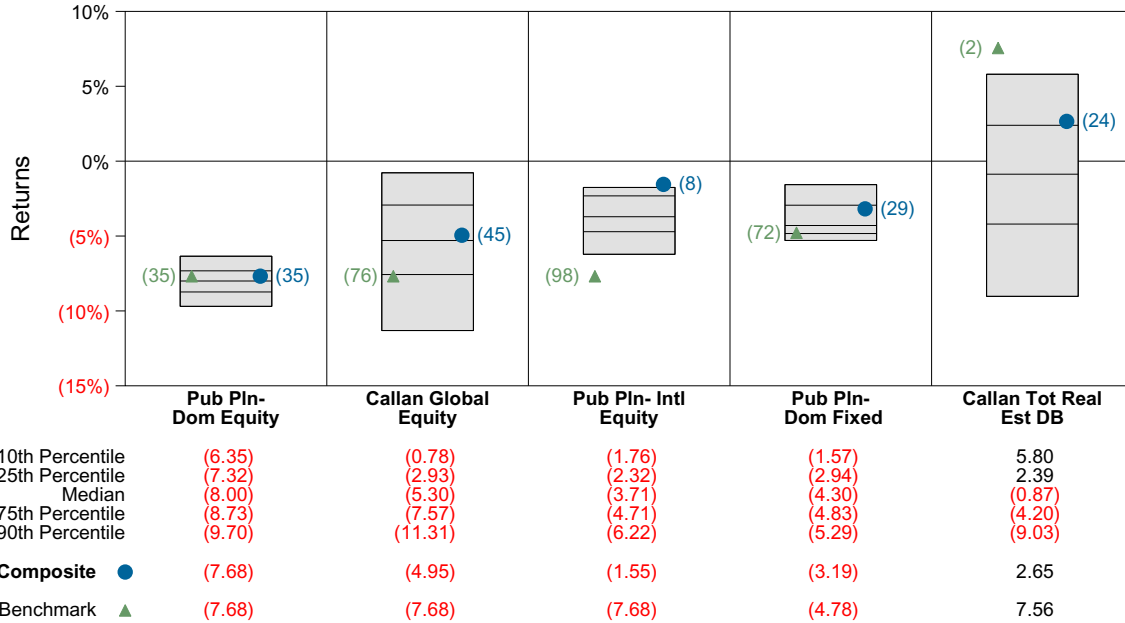 10%
5%
0%
(5%)
(10%)
(15%)
Returns
(35) (35)
(76) (45)
(98) (8)
(72) (29)
(2) (24)
Pub Pln-
Dom Equity
Callan Global
Equity
Pub Pln- Intl
Equity
Pub Pln-
Dom Fixed
Callan Tot Real
Est DB
10th Percentile (6.35) (0.78) (1.76) (1.57) 5.80
25th Percentile (7.32) (2.93) (2.32) (2.94) 2.39
Median (8.00) (5.30) (3.71) (4.30) (0.87)
75th Percentile (8.73) (7.57) (4.71) (4.83) (4.20)
90th Percentile (9.70) (11.31) (6.22) (5.29) (9.03)
Composite (7.68) (4.95) (1.55) (3.19) 2.65
Benchmark (7.68) (7.68) (7.68) (4.78) 7.56